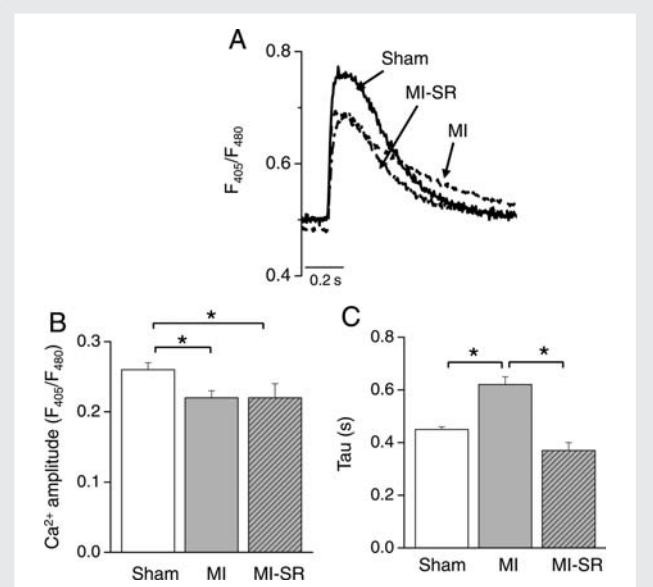 A
0.8
Sham
MI-SR
MI
F₄₀₅/F₄₈₀
0.6
0.4
0.2 s
B
*
*
0.3
Ca²⁺ amplitude (F₄₀₅/F₄₈₀)
0.2
0.1
0.0
Sham MI MI-SR
C
0.8
* *
0.6
Tau (s)
0.4
0.2
0.0
Sham MI MI-SR